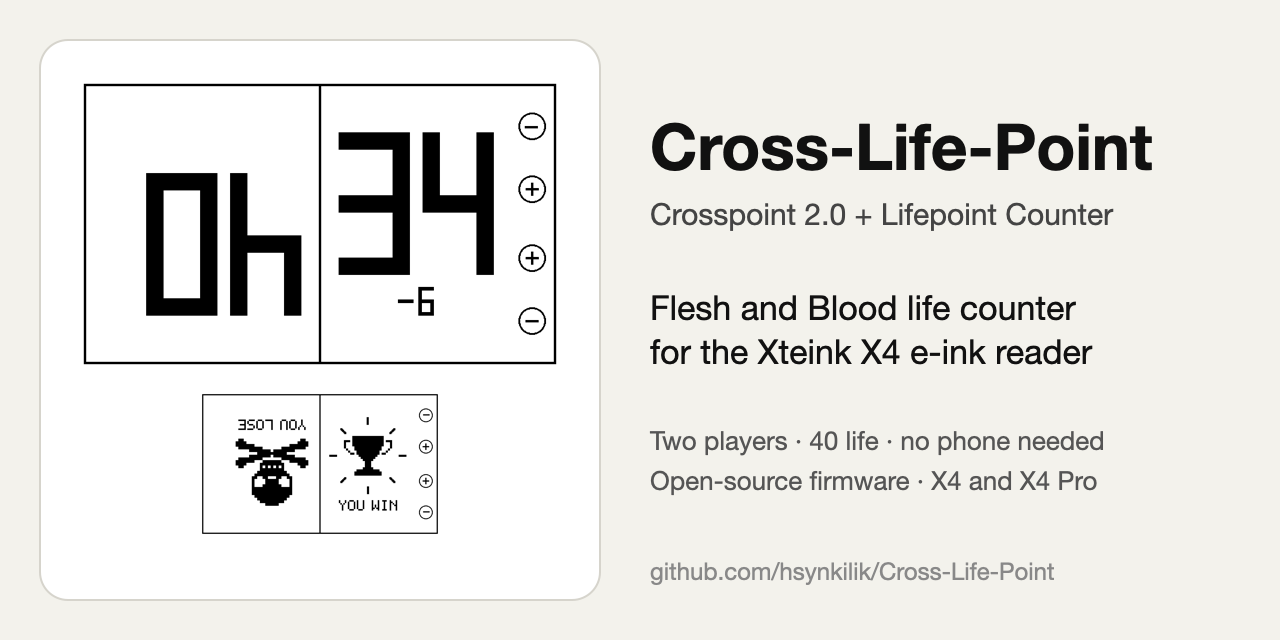 40
34
-6
YOU LOSE
YOU WIN
Cross-Life-Point
Crosspoint 2.0 + Lifepoint Counter
Flesh and Blood life counter
for the Xteink X4 e-ink reader
Two players · 40 life · no phone needed
Open-source firmware · X4 and X4 Pro
github.com/hsynkilik/Cross-Life-Point